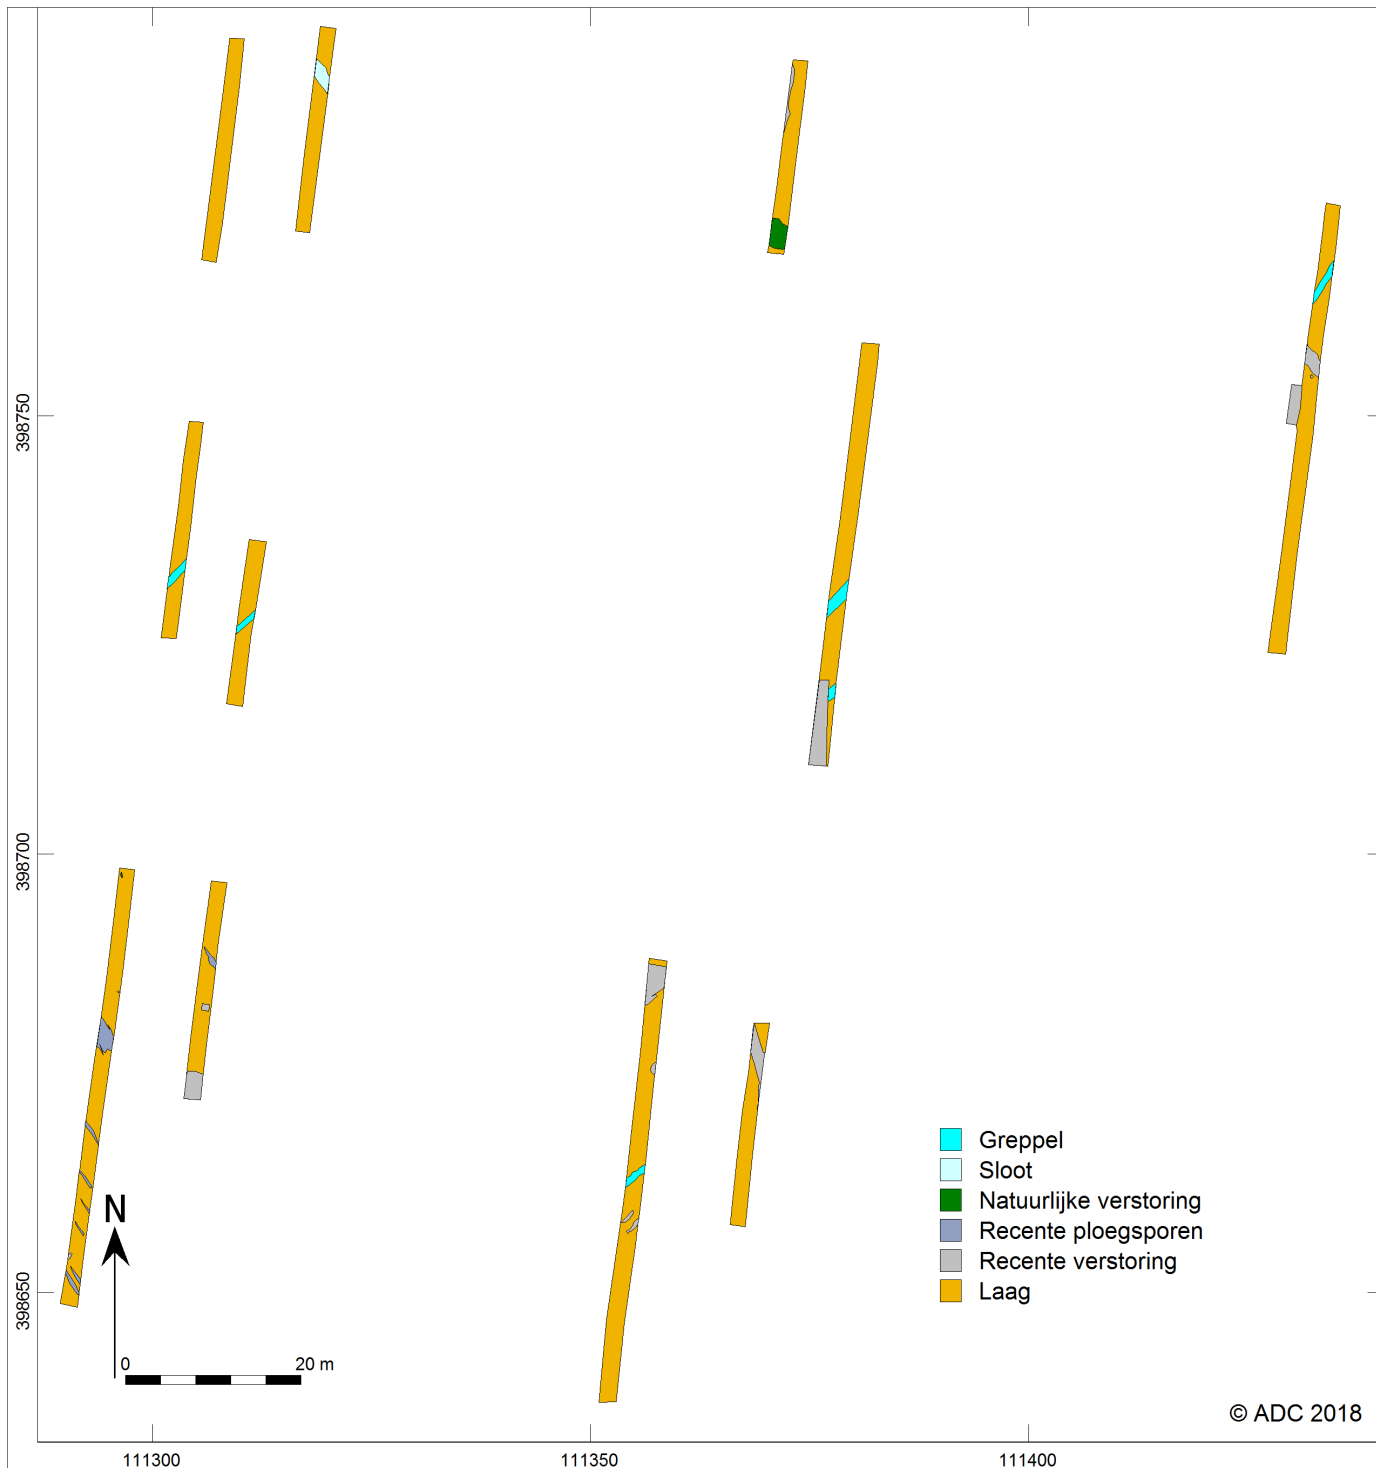 398750
398700
398650
N
0 20 m
Greppel
Sloot
Natuurlijke verstoring
Recente ploegsporen
Recente verstoring
Laag
© ADC 2018
111300 111350 111400